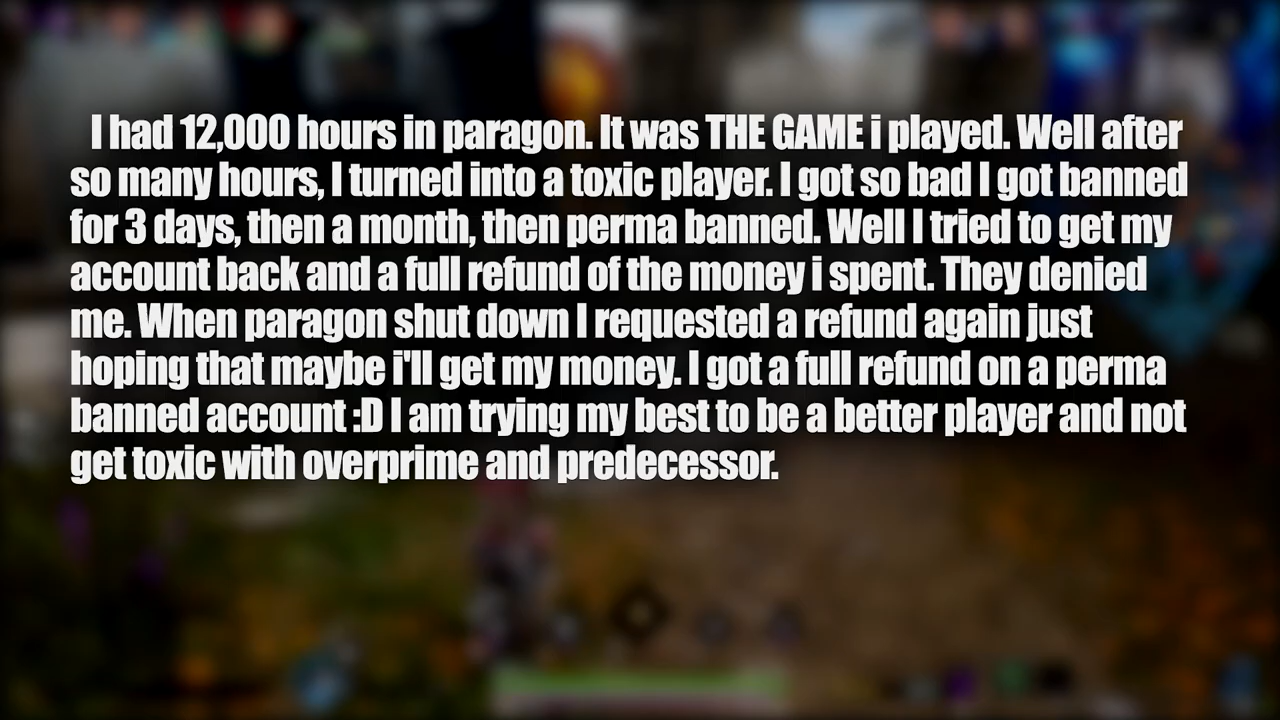 I had 12,000 hours in paragon. It was THE GAME i played. Well after
so many hours, I turned into a toxic player. I got so bad I got banned
for 3 days, then a month, then perma banned. Well I tried to get my
account back and a full refund of the money i spent. They denied
me. When paragon shut down I requested a refund again just
hoping that maybe i'll get my money. I got a full refund on a perma
banned account :D I am trying my best to be a better player and not
get toxic with overprime and predecessor.